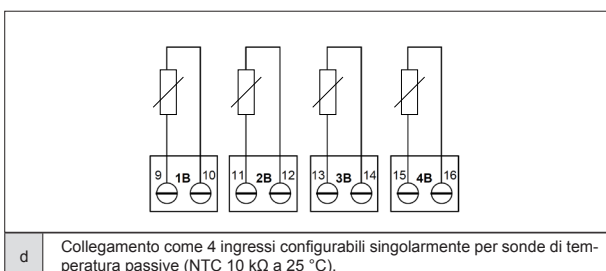 9 1B 10 11 2B 12 13 3B 14 15 4B 16
d
Collegamento come 4 ingressi configurabili singolarmente per sonde di tem-
peratura passive (NTC 10 kΩ a 25 °C).